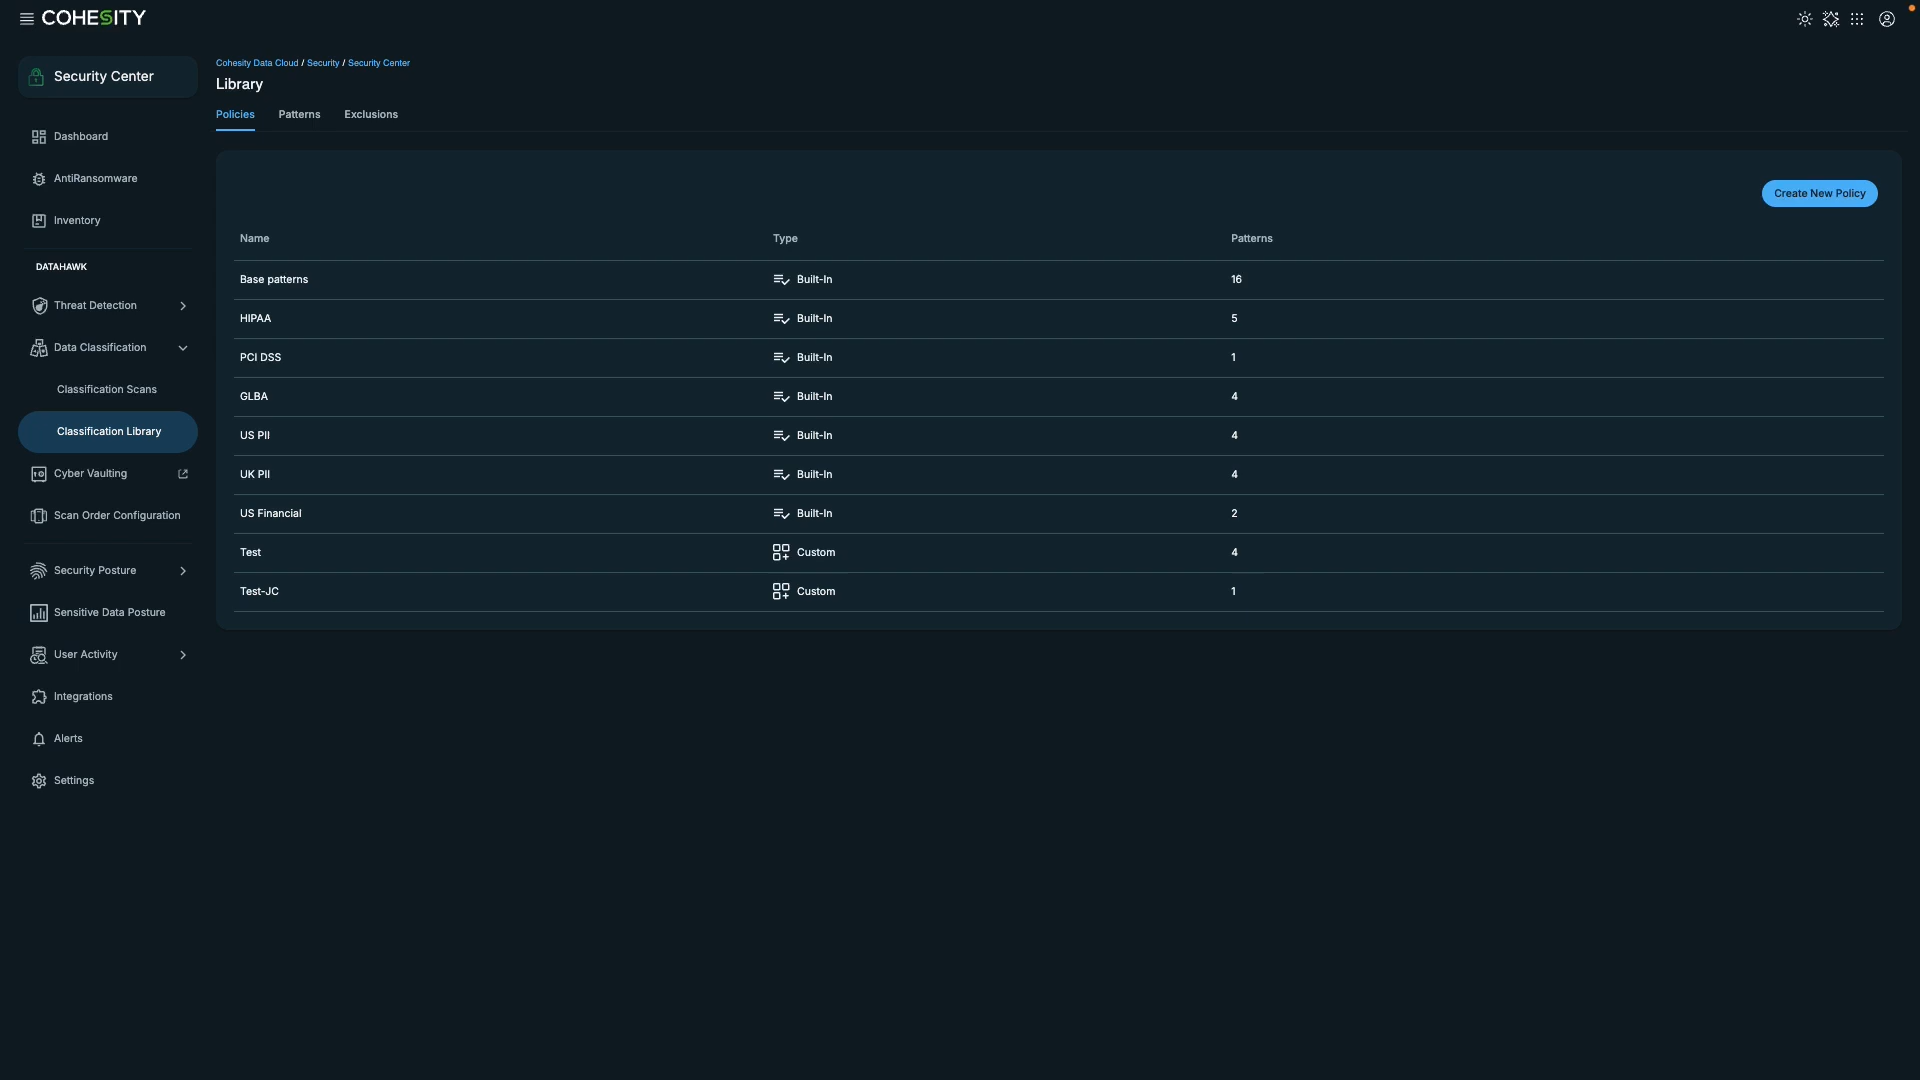 COHESITY
Security Center
Dashboard
AntiRansomware
Inventory
DATAHAWK
Threat Detection
Data Classification
Classification Scans
Classification Library
Cyber Vaulting
Scan Order Configuration
Security Posture
Sensitive Data Posture
User Activity
Integrations
Alerts
Settings
Cohesity Data Cloud / Security / Security Center
Library
Policies Patterns Exclusions
Create New Policy
Name Type Patterns
Base patterns Built-In 16
HIPAA Built-In 5
PCI DSS Built-In 1
GLBA Built-In 4
US PII Built-In 4
UK PII Built-In 4
US Financial Built-In 2
Test Custom 4
Test-JC Custom 1